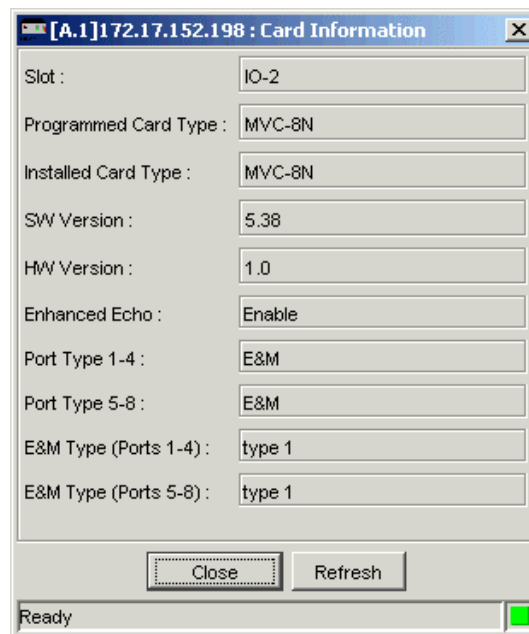 [A.1]172.17.152.198 : Card Information
Slot : IO-2
Programmed Card Type : MVC-8N
Installed Card Type : MVC-8N
SW Version : 5.38
HW Version : 1.0
Enhanced Echo : Enable
Port Type 1-4 : E&M
Port Type 5-8 : E&M
E&M Type (Ports 1-4) : type 1
E&M Type (Ports 5-8) : type 1
Close Refresh
Ready